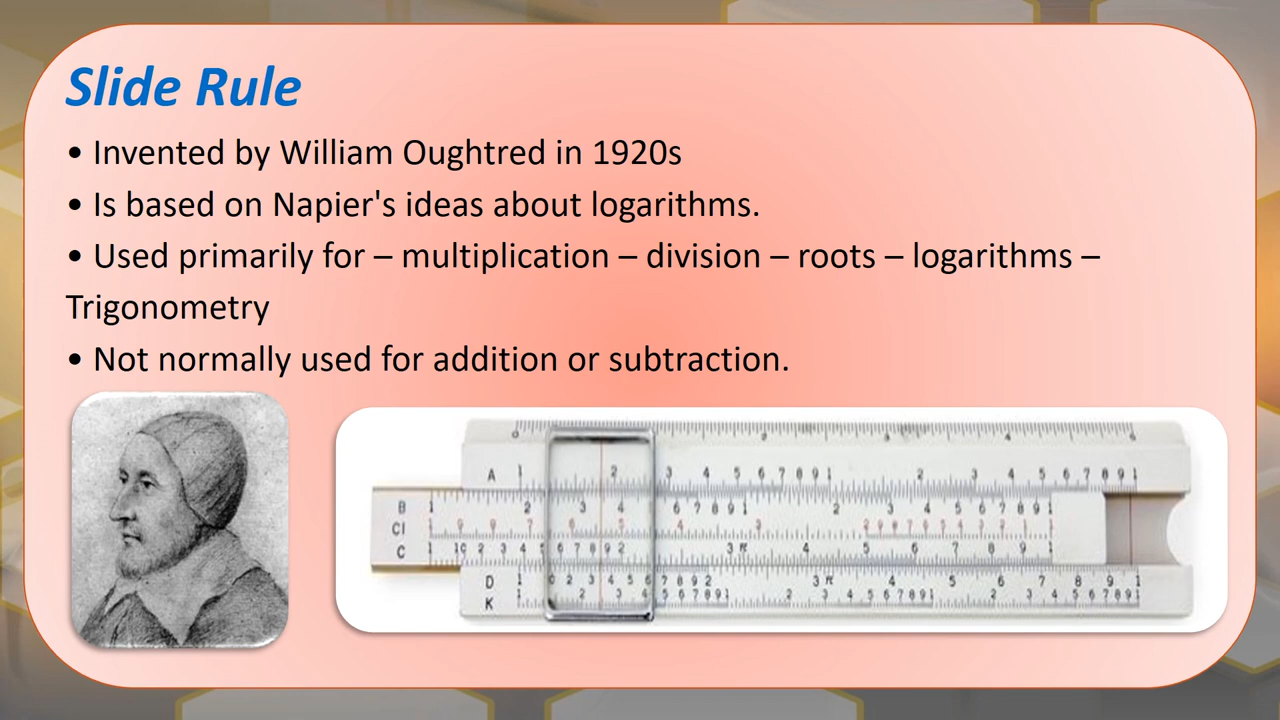 Slide Rule
• Invented by William Oughtred in 1920s
• Is based on Napier's ideas about logarithms.
• Used primarily for – multiplication – division – roots – logarithms –
Trigonometry
• Not normally used for addition or subtraction.
A
B
CI
C
D
K